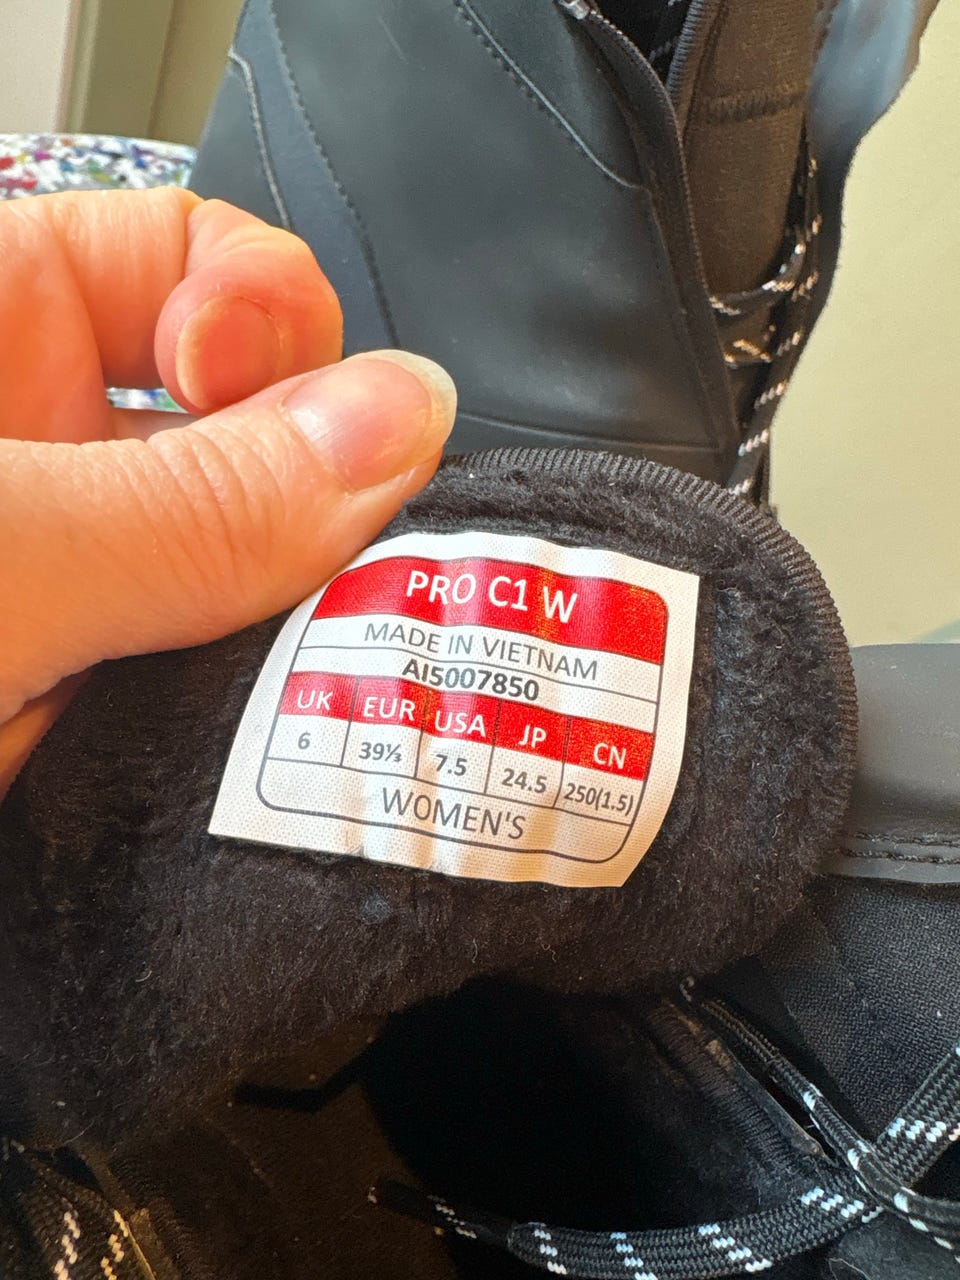 PRO C1 W
MADE IN VIETNAM
AI5007850
UK EUR USA JP CN
6 39⅓ 7.5 24.5 250(1.5)
WOMEN'S